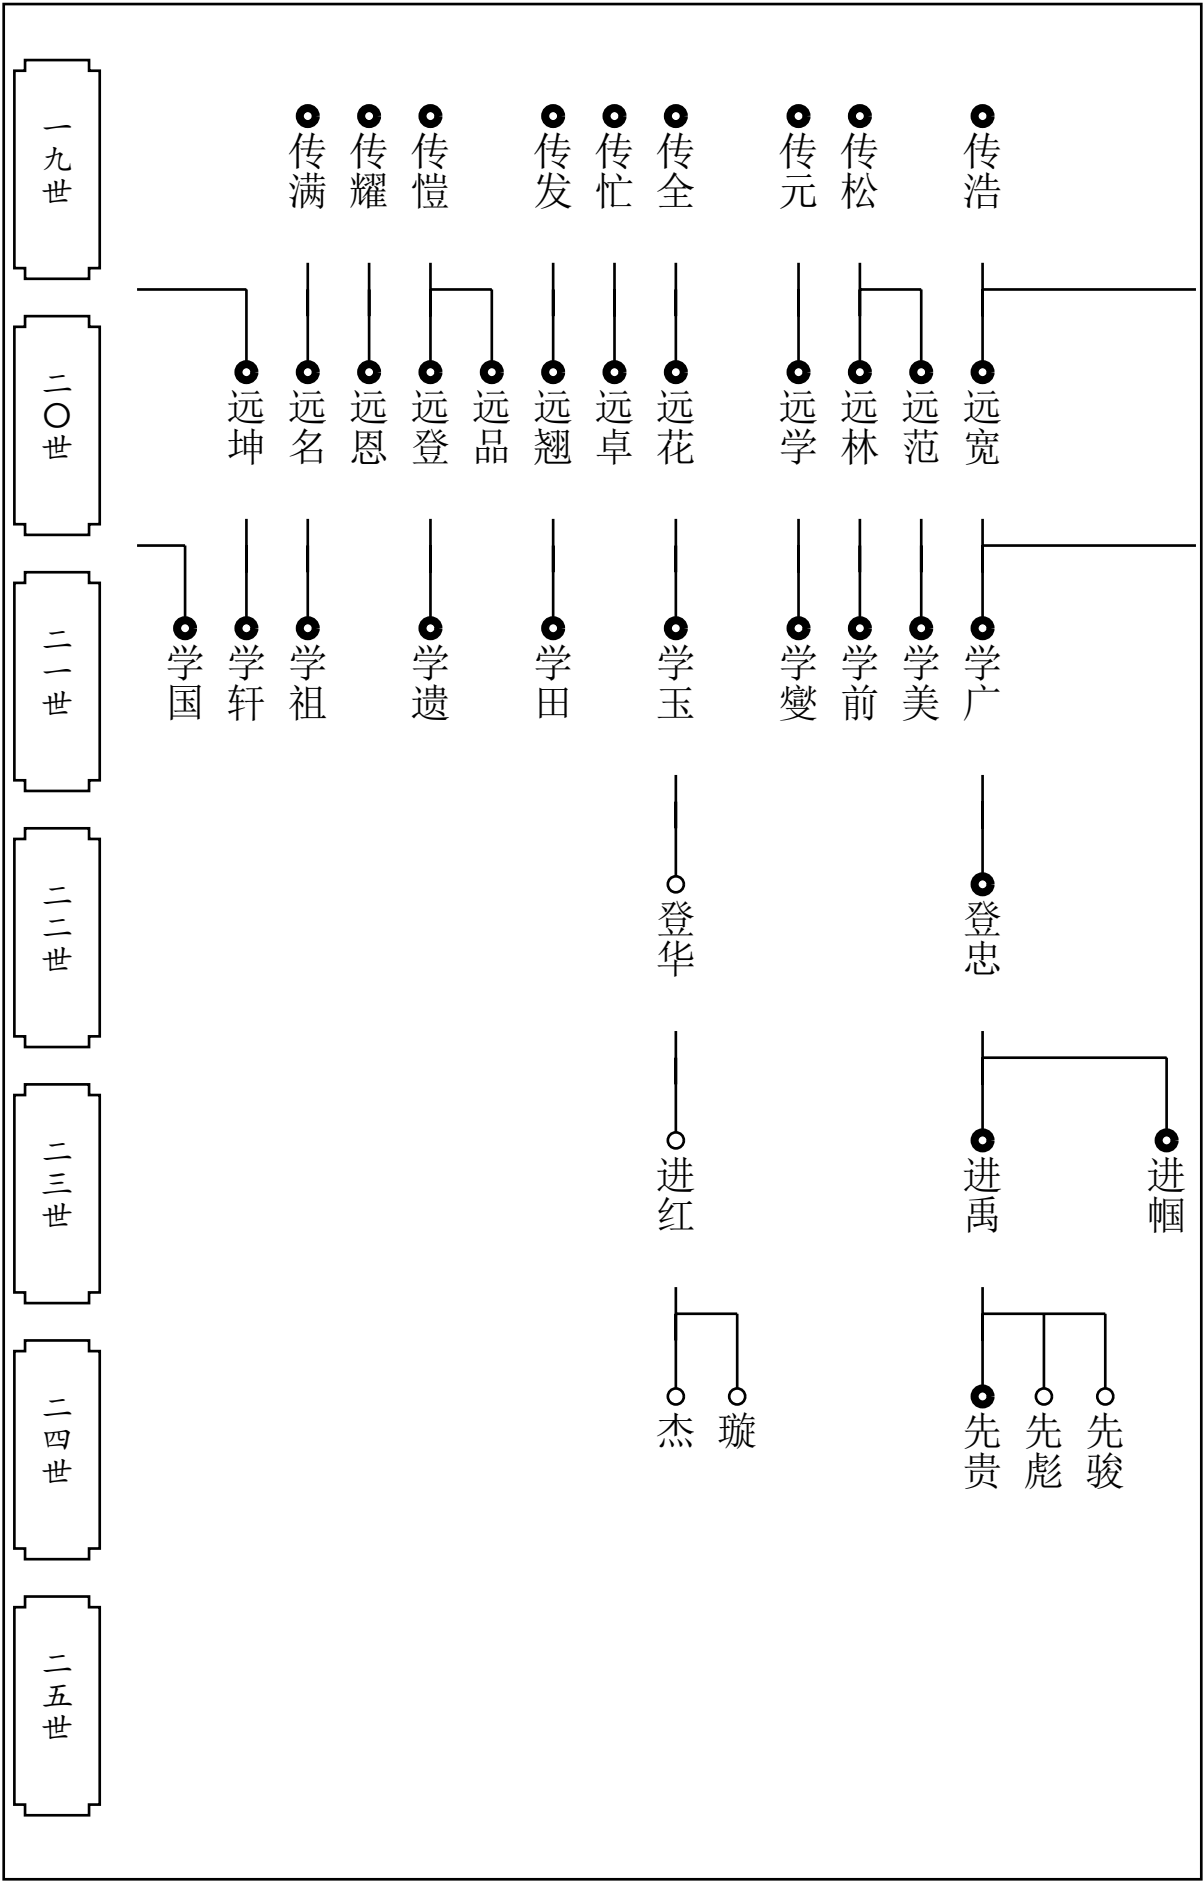 一九世
传满
传耀
传恺
传发
传忙
传全
传元
传松
传浩
二〇世
远坤
远名
远恩
远登
远品
远翘
远卓
远花
远学
远林
远范
远宽
二一世
学国
学轩
学祖
学遗
学田
学玉
学燮
学前
学美
学广
二二世
登华
登忠
二三世
进红
进禹
进帼
二四世
杰
璇
先贵
先彪
先骏
二五世